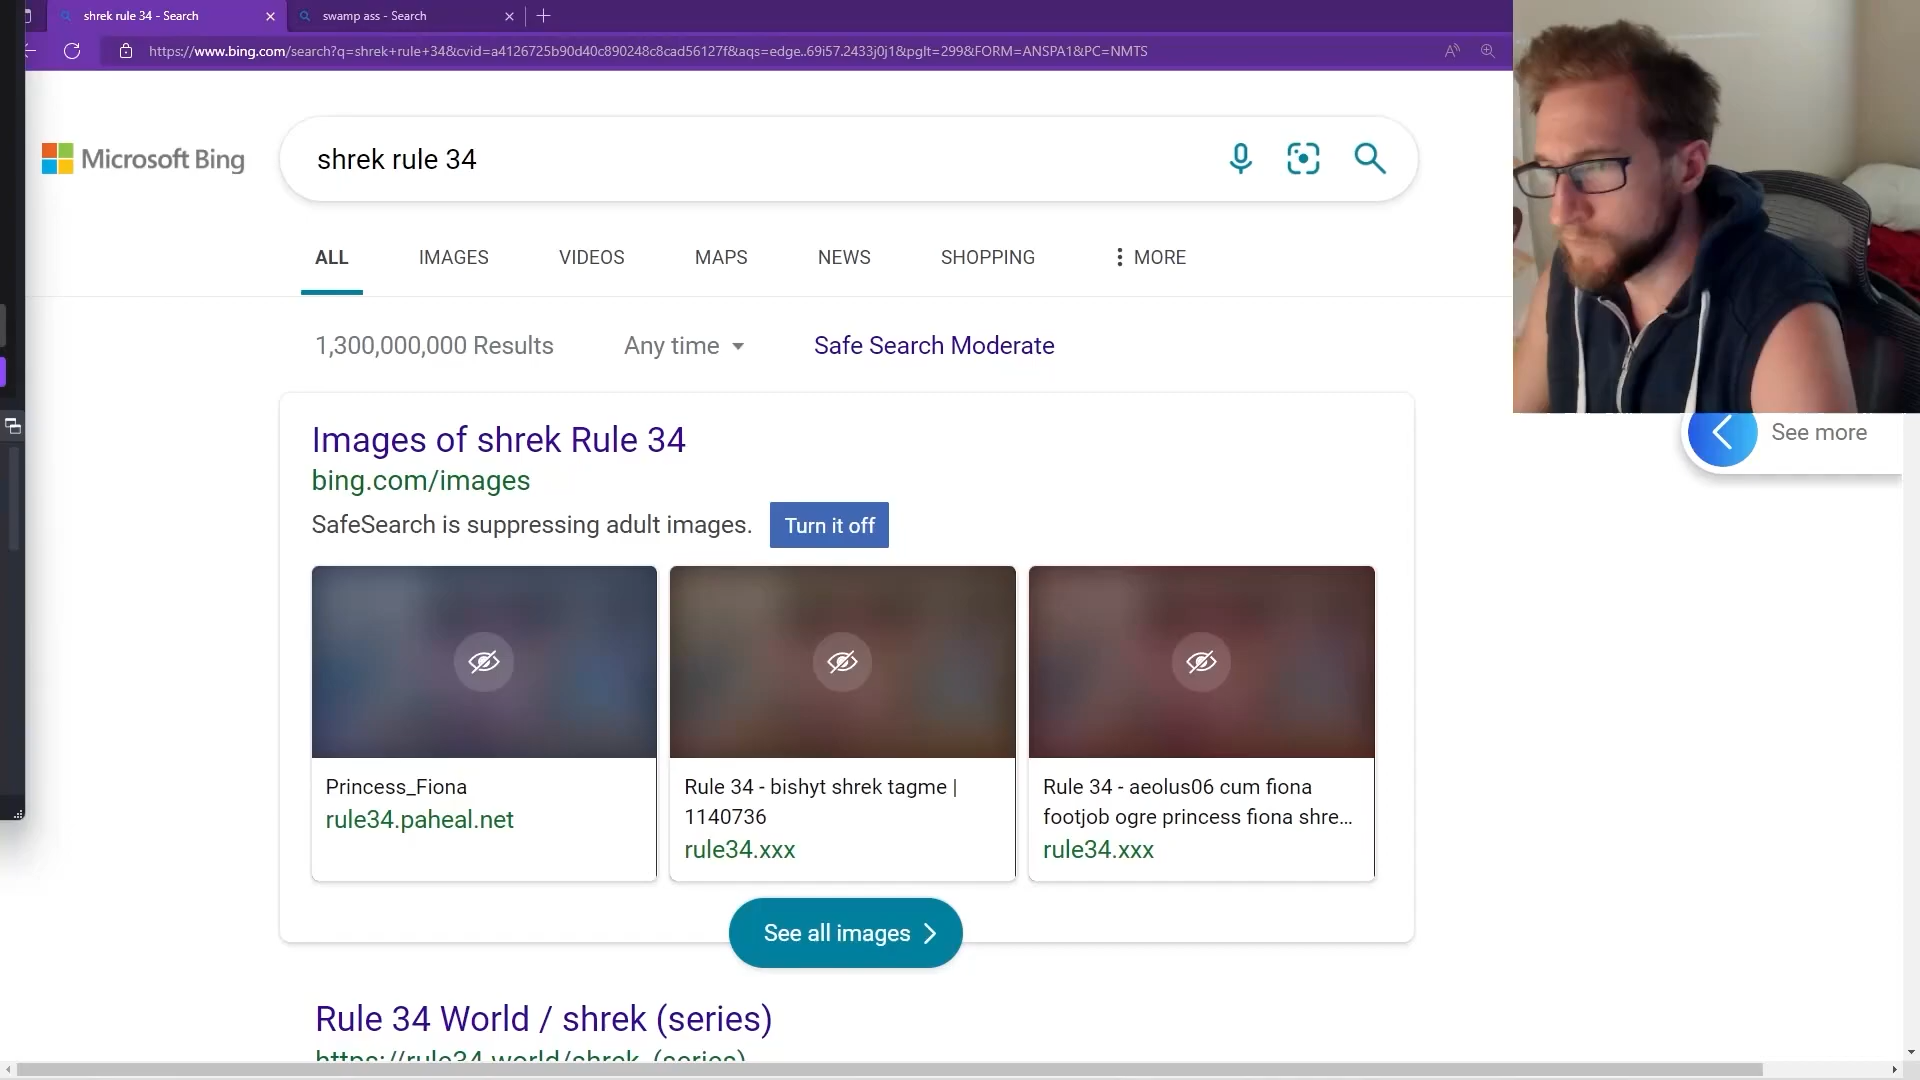 shrek rule 34 - Search
swamp ass - Search
https://www.bing.com/search?q=shrek+rule+34&cvid=a4126725b90d40c890248c8cad56127f&aqs=edge..69i57.2433j0j1&pglt=299&FORM=ANSPA1&PC=NMTS
Microsoft Bing
shrek rule 34
ALL IMAGES VIDEOS MAPS NEWS SHOPPING MORE
1,300,000,000 Results Any time Safe Search Moderate
Images of shrek Rule 34
bing.com/images
See more
SafeSearch is suppressing adult images. Turn it off
Princess_Fiona
rule34.paheal.net
Rule 34 - bishyt shrek tagme |
1140736
rule34.xxx
Rule 34 - aeolus06 cum fiona
footjob ogre princess fiona shre...
rule34.xxx
See all images
Rule 34 World / shrek (series)
https://rule34.world/shrek_(series)